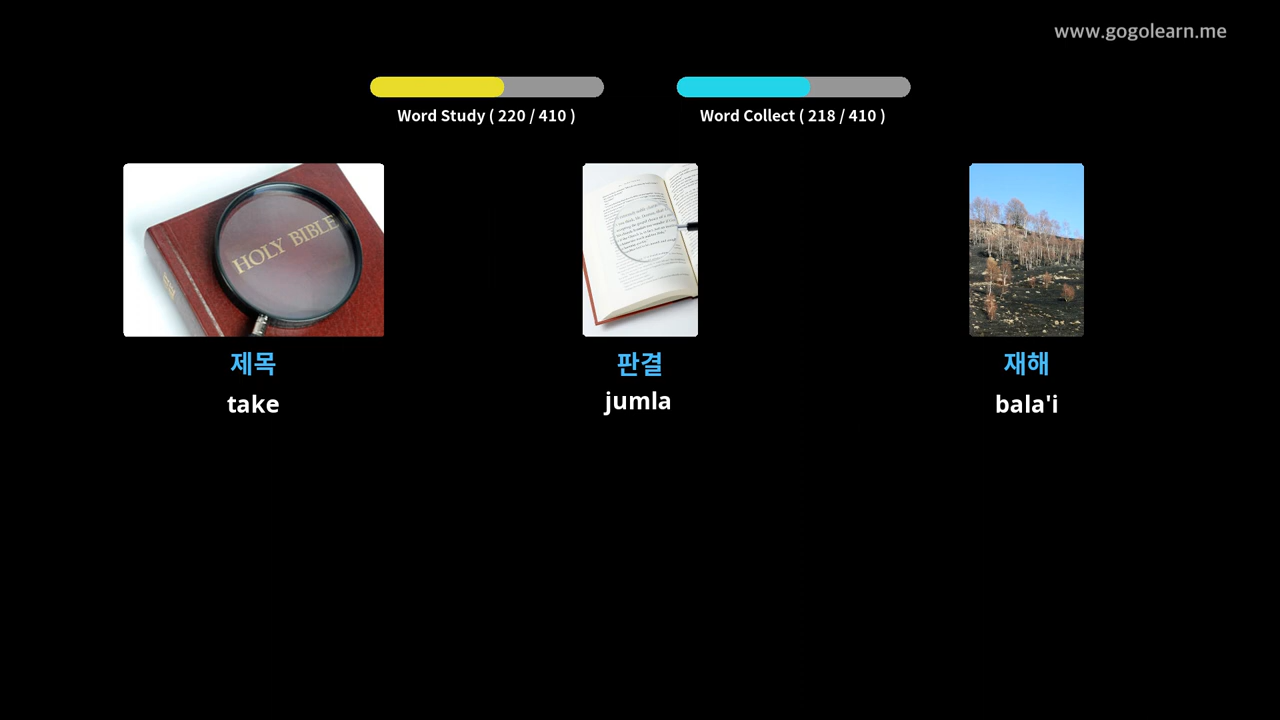 www.gogolearn.me
Word Study ( 220 / 410 )
Word Collect ( 218 / 410 )
HOLY BIBLE
제목
take
판결
jumla
재해
bala'i